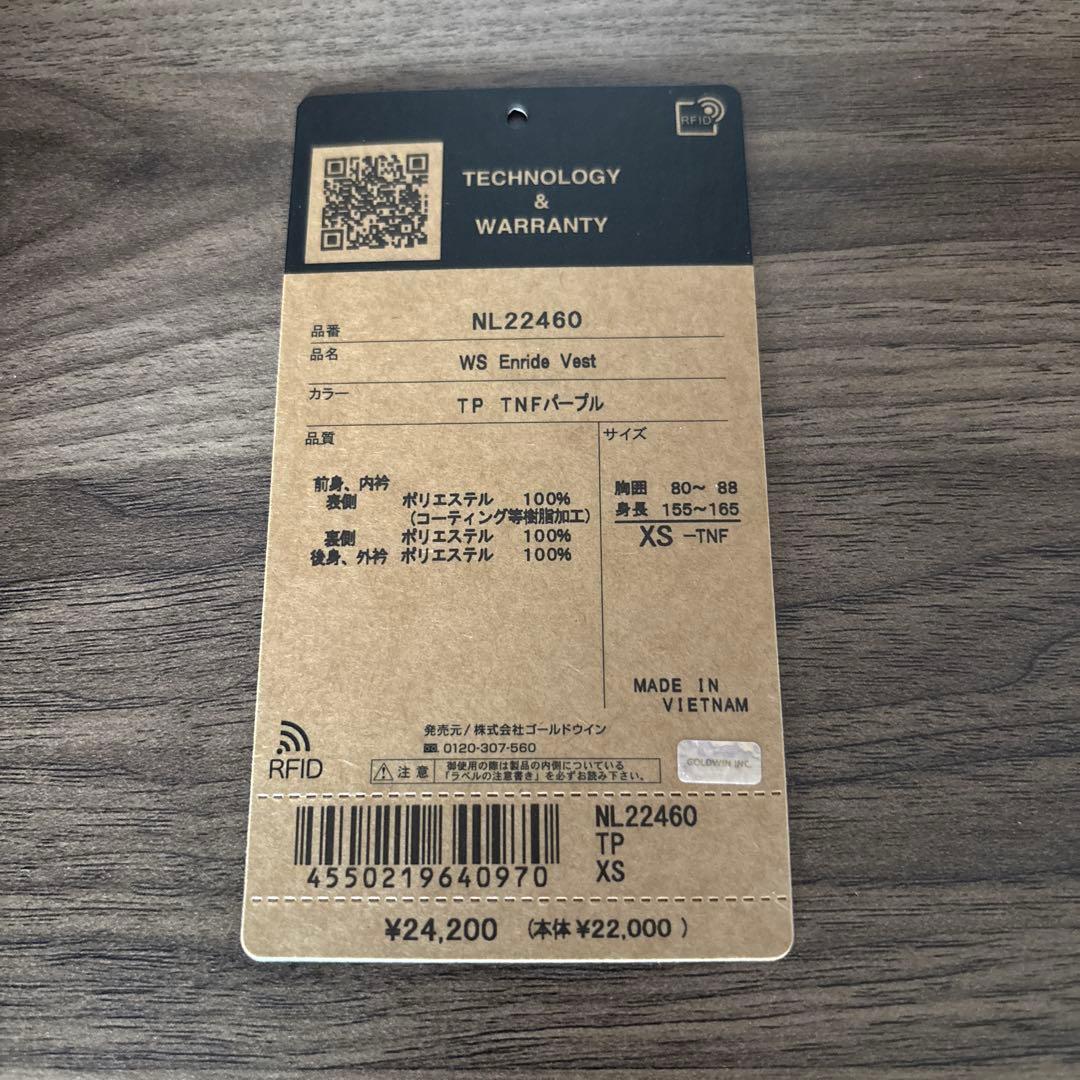 RFID
TECHNOLOGY
&
WARRANTY
品番 NL22460
品名 WS Enride Vest
カラー TP TNFパープル
品質
前身、内衿
表側 ポリエステル 100%
(コーティング等樹脂加工)
裏側 ポリエステル 100%
後身、外衿 ポリエステル 100%
サイズ
胸囲 80~ 88
身長 155~165
XS -TNF
MADE IN
VIETNAM
発売元/株式会社ゴールドウイン
0120-307-560
RFID
注意
御使用の際は製品の内側についている
「ラベルの注意書き」を必ずお読み下さい。
GOLDWIN INC.
4550219640970
NL22460
TP
XS
¥24,200 (本体¥22,000)